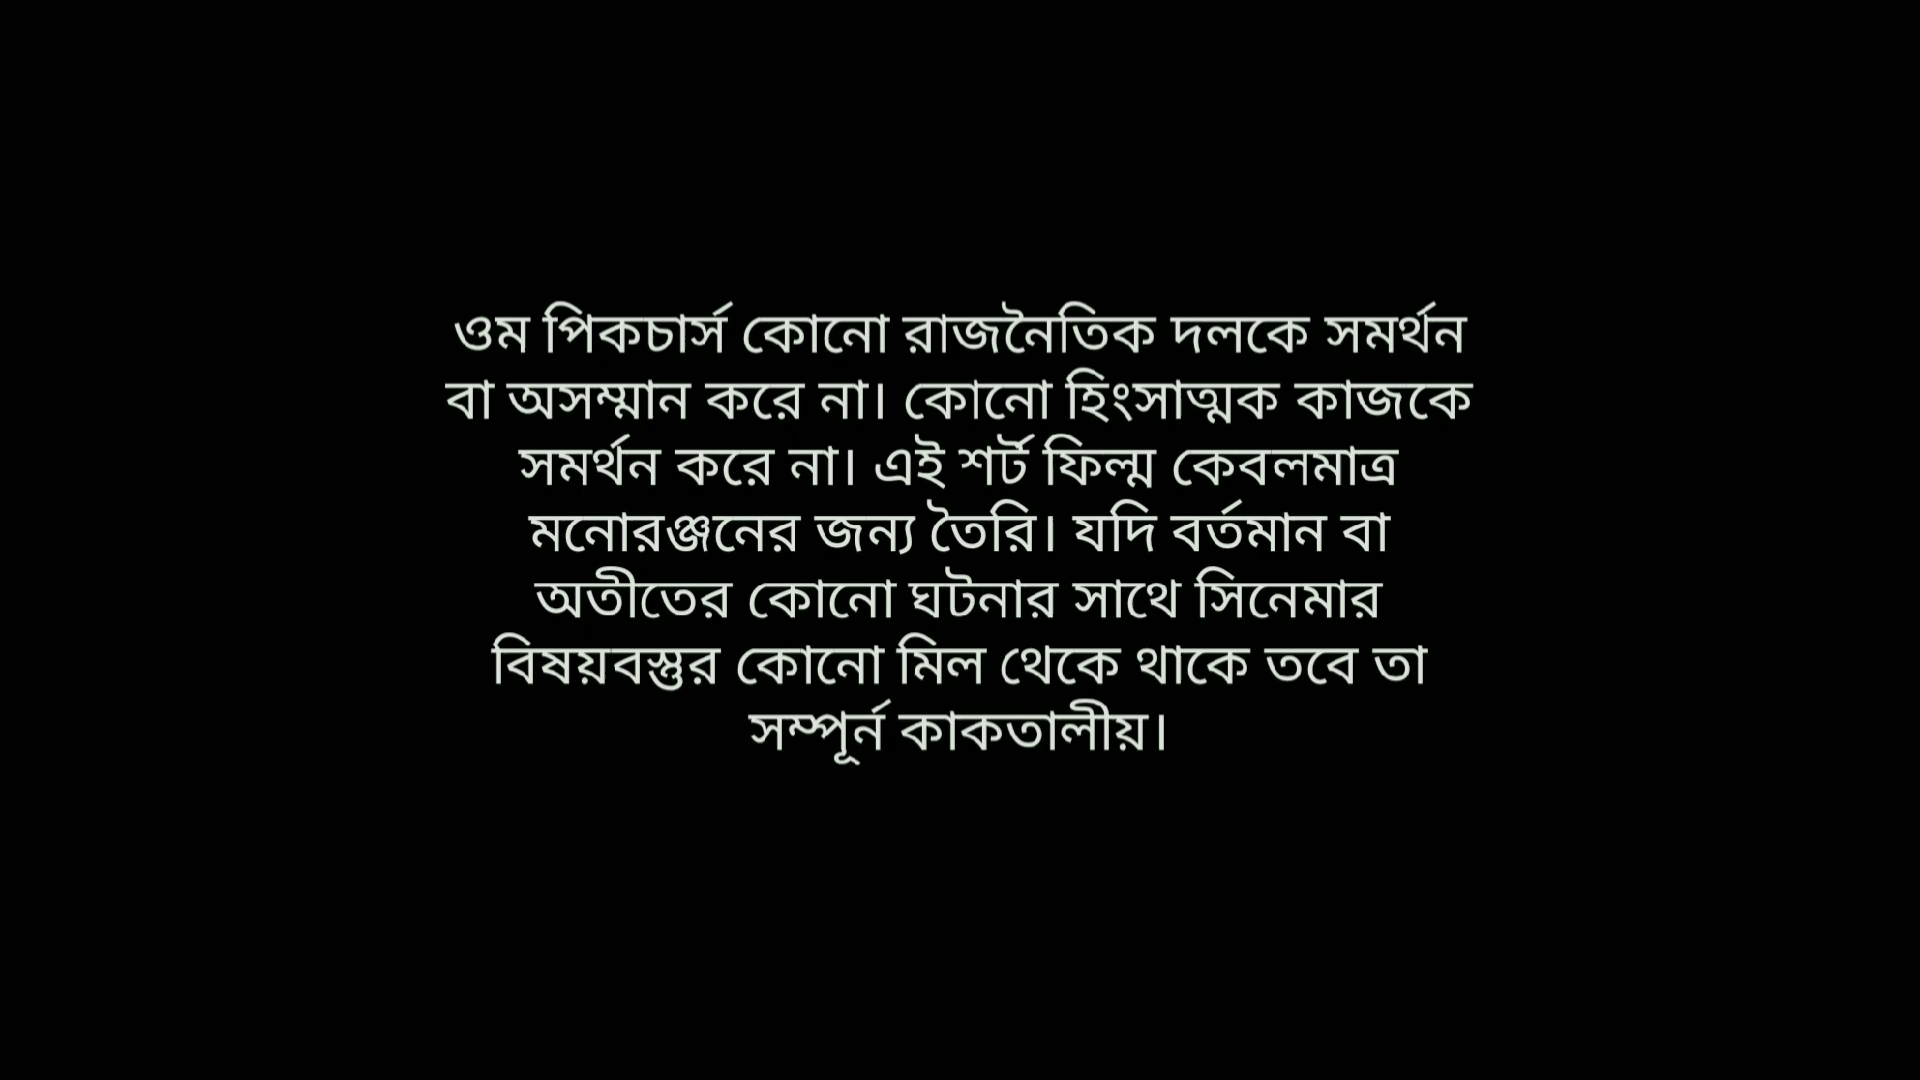 ওম পিকচার্স কোনো রাজনৈতিক দলকে সমর্থন
বা অসম্মান করে না। কোনো হিংসাত্মক কাজকে
সমর্থন করে না। এই শর্ট ফিল্ম কেবলমাত্র
মনোরঞ্জনের জন্য তৈরি। যদি বর্তমান বা
অতীতের কোনো ঘটনার সাথে সিনেমার
বিষয়বস্তুর কোনো মিল থেকে থাকে তবে তা
সম্পূর্ন কাকতালীয়।